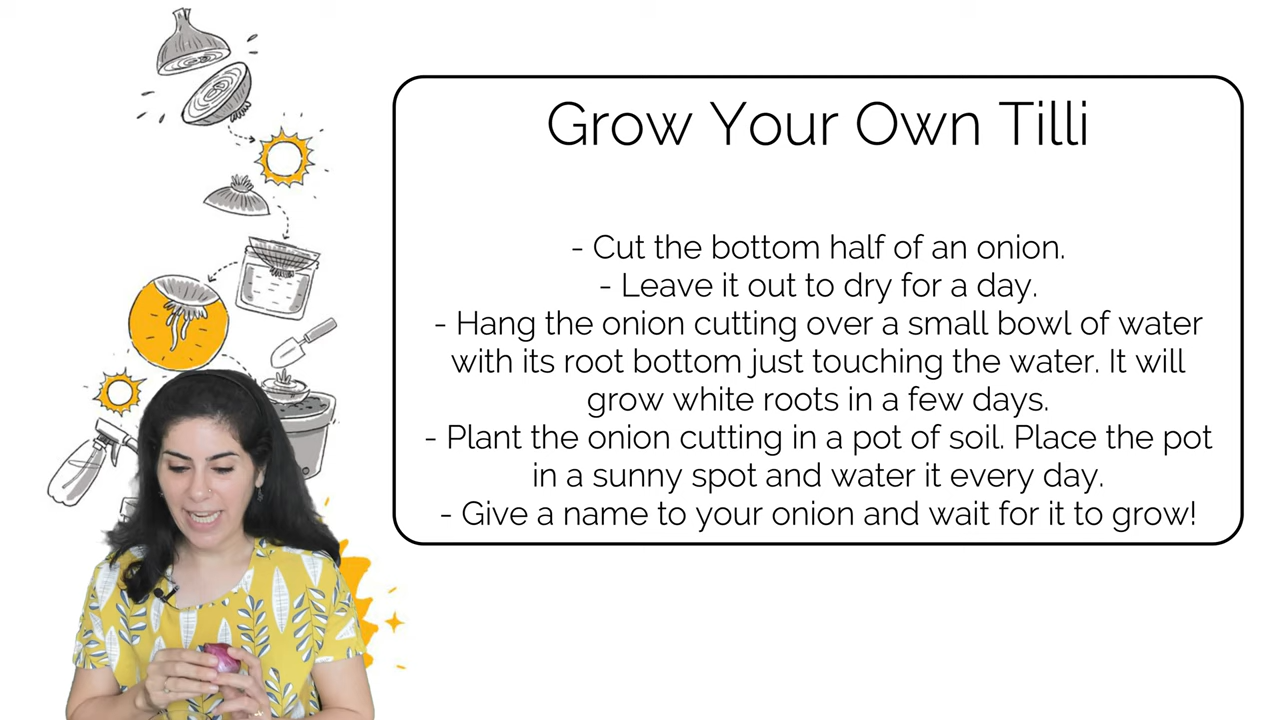 Grow Your Own Tilli
- Cut the bottom half of an onion.
- Leave it out to dry for a day.
- Hang the onion cutting over a small bowl of water
with its root bottom just touching the water. It will
grow white roots in a few days.
- Plant the onion cutting in a pot of soil. Place the pot
in a sunny spot and water it every day.
- Give a name to your onion and wait for it to grow!